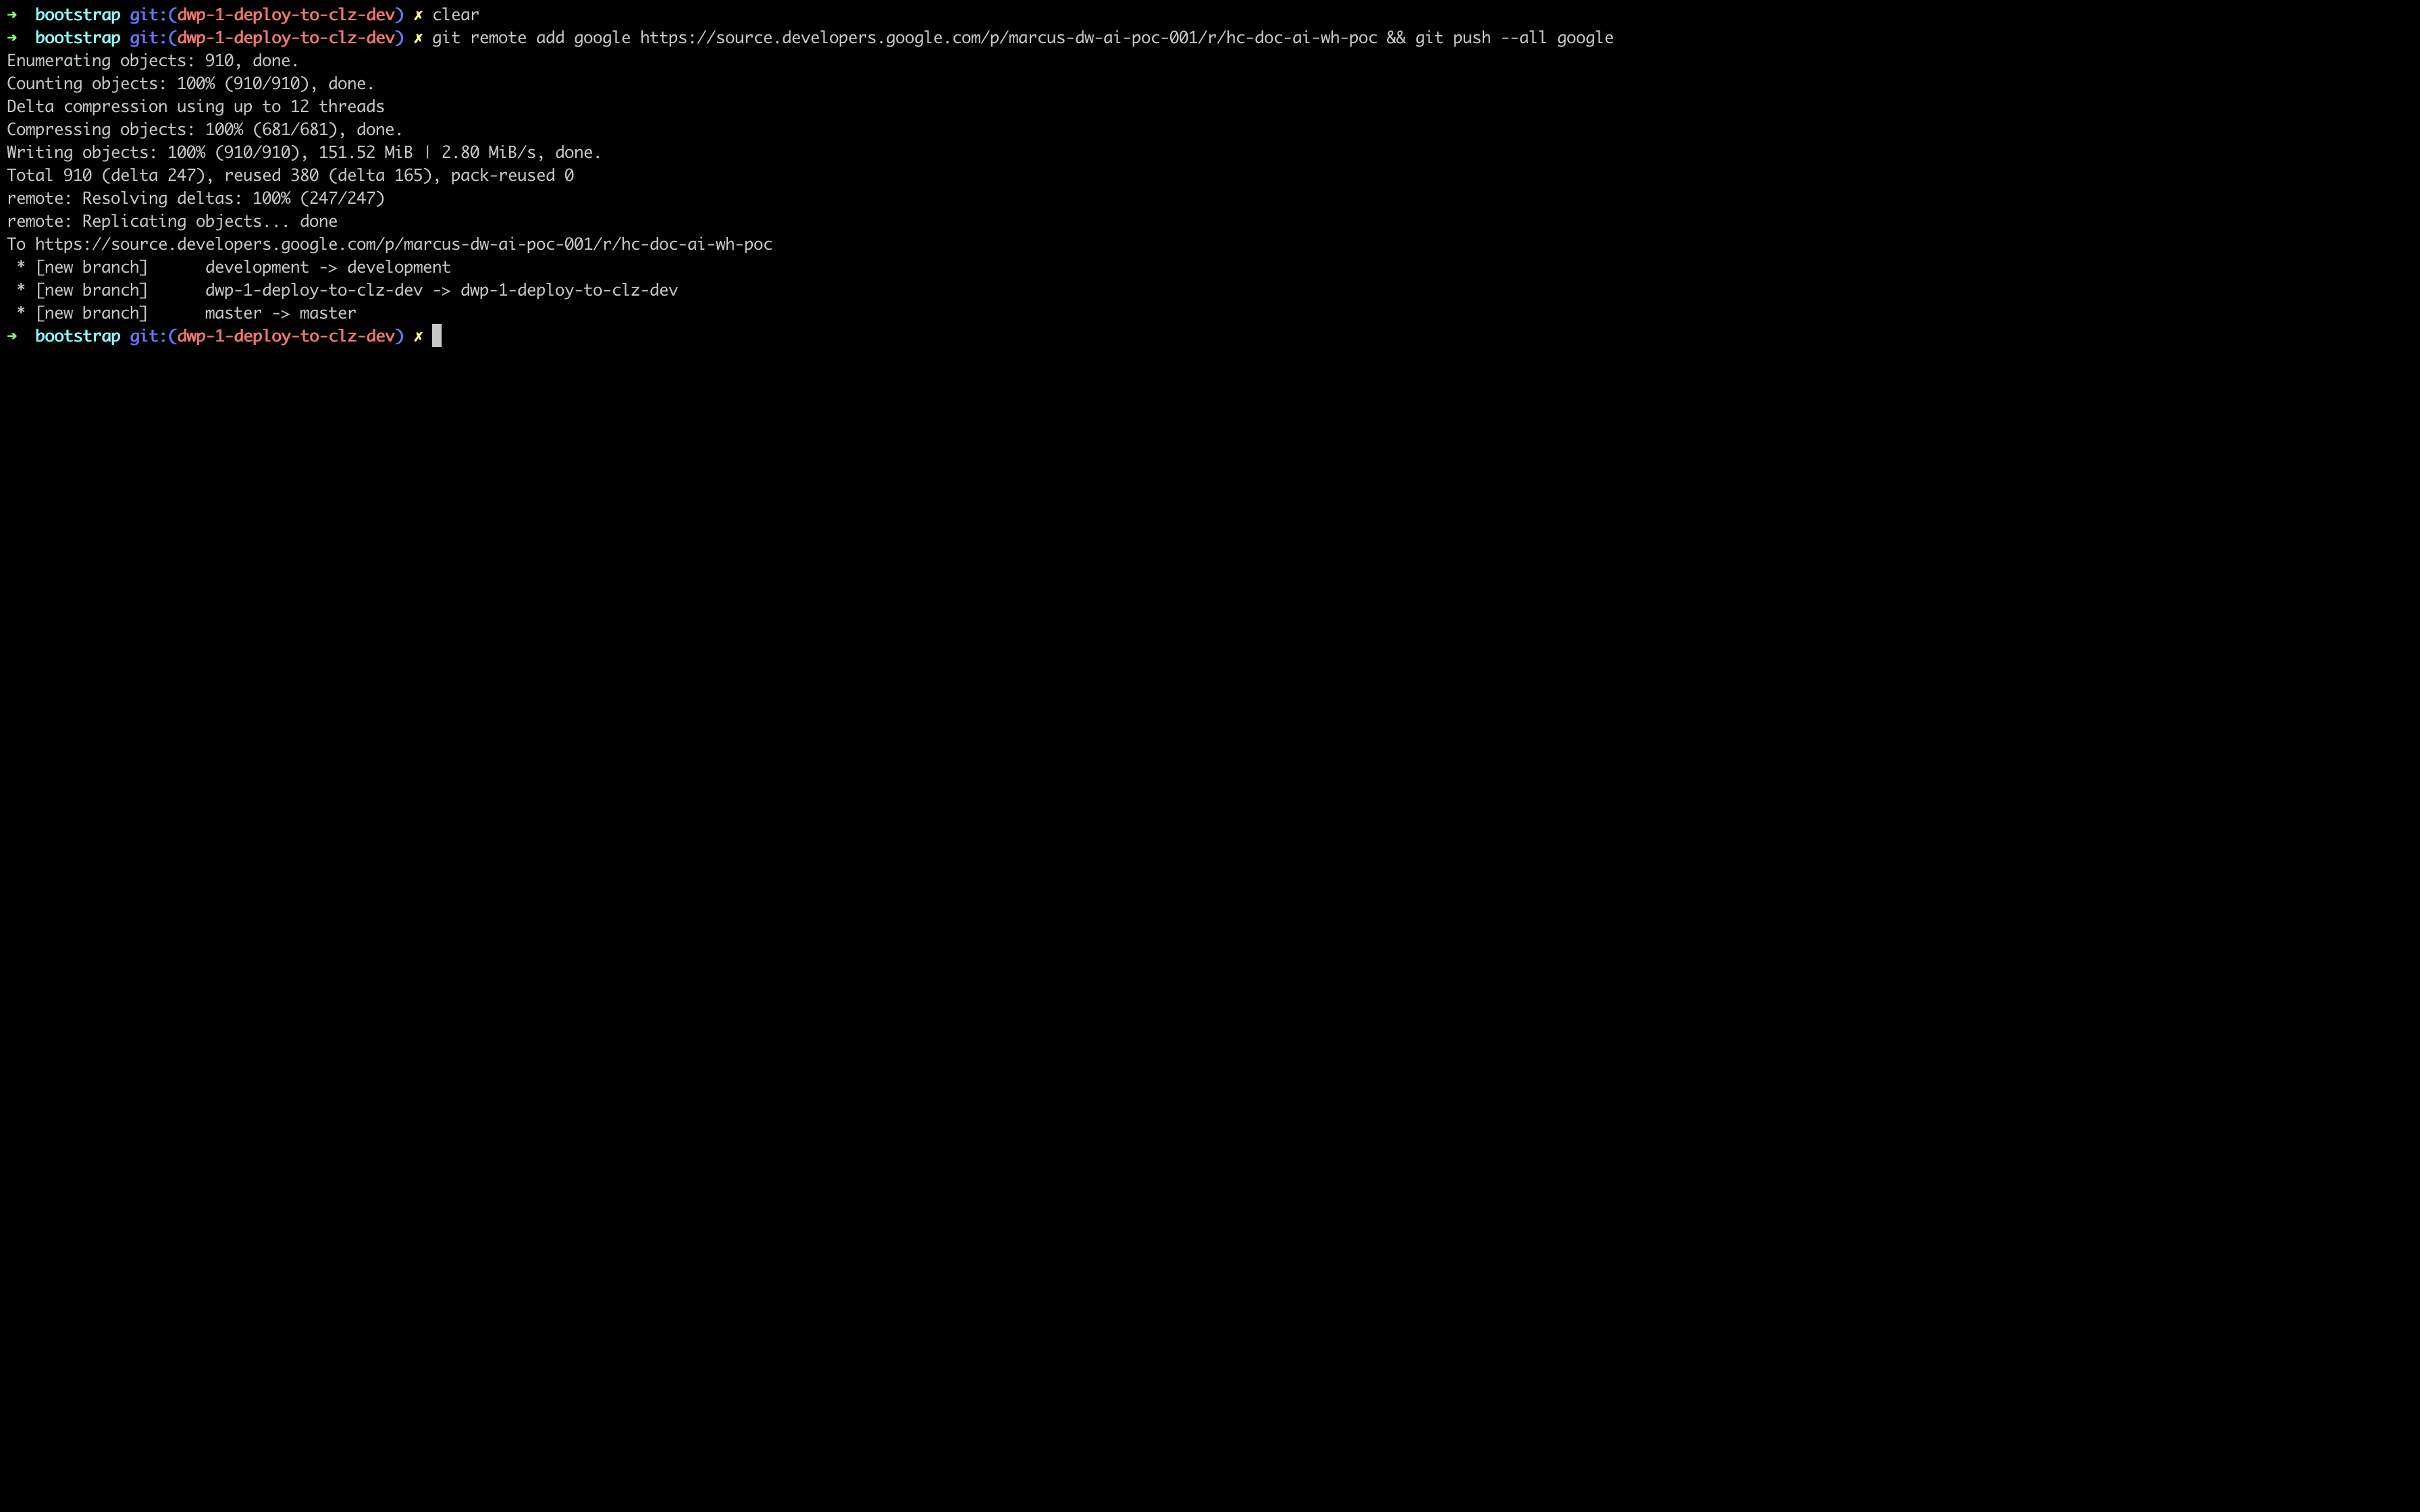 ➜  bootstrap git:(dwp-1-deploy-to-clz-dev) ✗ clear
➜  bootstrap git:(dwp-1-deploy-to-clz-dev) ✗ git remote add google https://source.developers.google.com/p/marcus-dw-ai-poc-001/r/hc-doc-ai-wh-poc && git push --all google
Enumerating objects: 910, done.
Counting objects: 100% (910/910), done.
Delta compression using up to 12 threads
Compressing objects: 100% (681/681), done.
Writing objects: 100% (910/910), 151.52 MiB | 2.80 MiB/s, done.
Total 910 (delta 247), reused 380 (delta 165), pack-reused 0
remote: Resolving deltas: 100% (247/247)
remote: Replicating objects... done
To https://source.developers.google.com/p/marcus-dw-ai-poc-001/r/hc-doc-ai-wh-poc
 * [new branch]      development -> development
 * [new branch]      dwp-1-deploy-to-clz-dev -> dwp-1-deploy-to-clz-dev
 * [new branch]      master -> master
➜  bootstrap git:(dwp-1-deploy-to-clz-dev) ✗